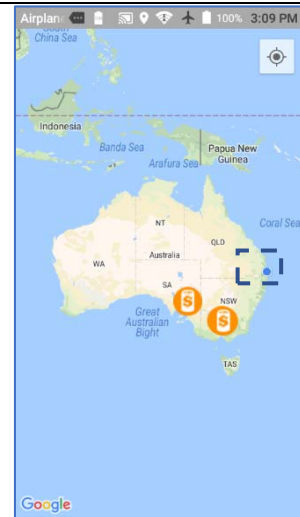 Airplan 100% 3:09 PM
South
China Sea
Indonesia
Banda Sea
Papua New
Guinea
Arafura Sea
Coral Sea
NT
QLD
Australia
WA
SA
NSW
Great
Australian
Bight
TAS
Google